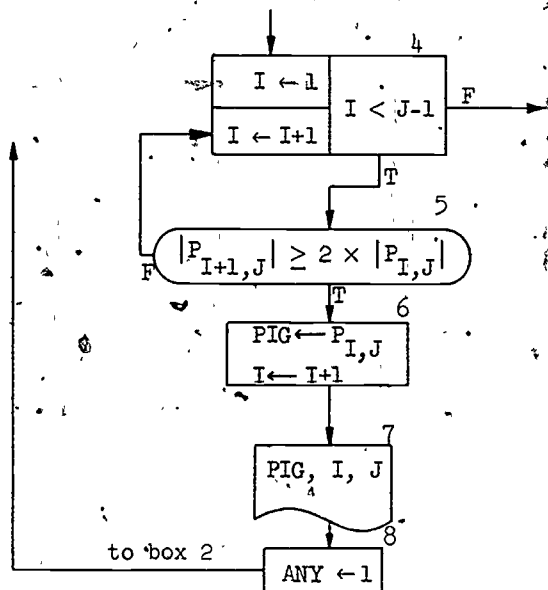 4
I ← 1
I < J-1
F
I ← I+1
T
5
|P_{I+1,J}| ≥ 2 × |P_{I,J}|
F
T
6
PIG ← P_{I,J}
I ← I+1
7
PIG, I, J
8
to box 2
ANY ← 1